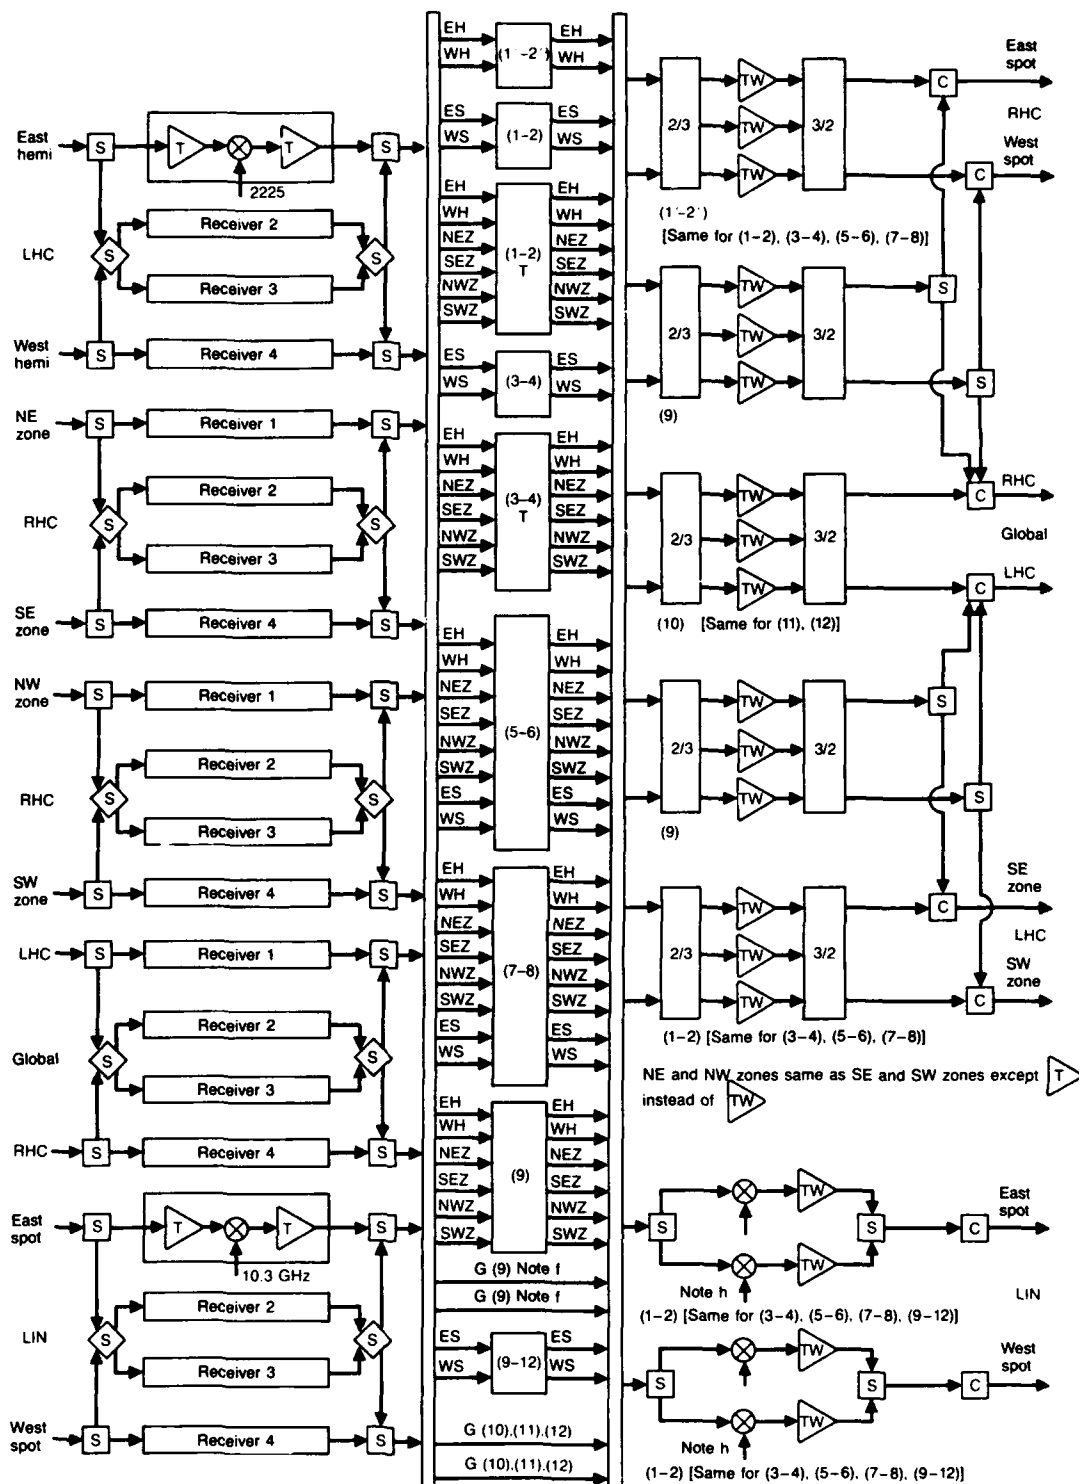 East
hemi
S
T
T
S
2225
Receiver 2
LHC
S
S
Receiver 3
West
hemi
S
Receiver 4
S
NE
zone
S
Receiver 1
S
Receiver 2
RHC
S
S
Receiver 3
SE
zone
S
Receiver 4
S
NW
zone
S
Receiver 1
S
Receiver 2
RHC
S
S
Receiver 3
SW
zone
S
Receiver 4
S
LHC
S
Receiver 1
S
Receiver 2
Global
S
S
Receiver 3
RHC
S
Receiver 4
S
East
spot
S
T
T
S
10.3 GHz
Receiver 2
LIN
S
S
Receiver 3
West
spot
S
Receiver 4
S
EH
EH
WH
(1'-2')
WH
ES
ES
WS
(1-2)
WS
EH
EH
WH
WH
NEZ
NEZ
(1-2)
T
SEZ
SEZ
NWZ
NWZ
SWZ
SWZ
ES
ES
WS
(3-4)
WS
EH
EH
WH
WH
NEZ
NEZ
(3-4)
T
SEZ
SEZ
NWZ
NWZ
SWZ
SWZ
EH
EH
WH
WH
NEZ
NEZ
SEZ
SEZ
(5-6)
NWZ
NWZ
SWZ
SWZ
ES
ES
WS
WS
EH
EH
WH
WH
NEZ
NEZ
SEZ
SEZ
(7-8)
NWZ
NWZ
SWZ
SWZ
ES
ES
WS
WS
EH
EH
WH
WH
NEZ
NEZ
(9)
SEZ
SEZ
NWZ
NWZ
SWZ
SWZ
G (9) Note f
G (9) Note f
ES
ES
WS
(9-12)
WS
G (10),(11),(12)
G (10),(11),(12)
2/3
TW
TW
TW
3/2
C
East
spot
RHC
West
spot
C
(1'-2')
[Same for (1-2), (3-4), (5-6), (7-8)]
2/3
TW
TW
TW
3/2
S
S
(9)
2/3
TW
TW
TW
3/2
C
RHC
Global
C
LHC
(10) [Same for (11), (12)]
2/3
TW
TW
TW
3/2
S
S
(9)
2/3
TW
TW
TW
3/2
C
SE
zone
LHC
SW
zone
C
(1-2) [Same for (3-4), (5-6), (7-8)]
NE and NW zones same as SE and SW zones except T
instead of TW
S
TW
TW
S
C
East
spot
Note h
LIN
(1-2) [Same for (3-4), (5-6), (7-8), (9-12)]
S
TW
TW
S
C
West
spot
Note h
(1-2) [Same for (3-4), (5-6), (7-8), (9-12)]